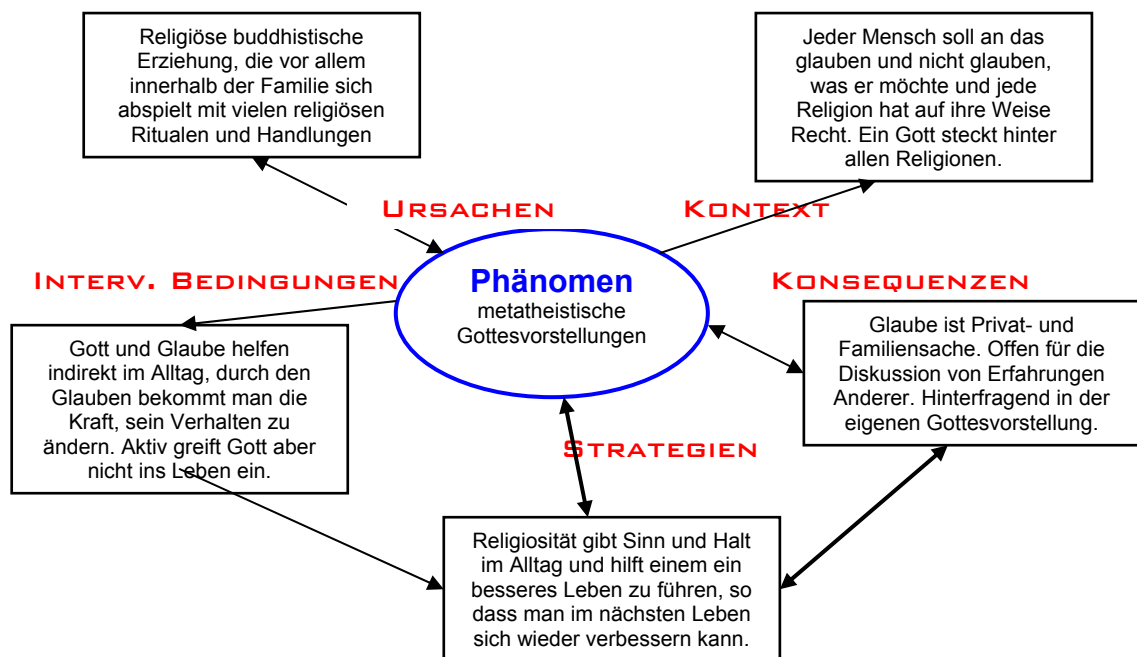 Religiöse buddhistische
Erziehung, die vor allem
innerhalb der Familie sich
abspielt mit vielen religiösen
Ritualen und Handlungen
Jeder Mensch soll an das
glauben und nicht glauben,
was er möchte und jede
Religion hat auf ihre Weise
Recht. Ein Gott steckt hinter
allen Religionen.
URSACHEN
KONTEXT
INTERV. BEDINGUNGEN
Phänomen
metatheistische
Gottesvorstellungen
KONSEQUENZEN
Gott und Glaube helfen
indirekt im Alltag, durch den
Glauben bekommt man die
Kraft, sein Verhalten zu
ändern. Aktiv greift Gott aber
nicht ins Leben ein.
Glaube ist Privat- und
Familiensache. Offen für die
Diskussion von Erfahrungen
Anderer. Hinterfragend in der
eigenen Gottesvorstellung.
STRATEGIEN
Religiosität gibt Sinn und Halt
im Alltag und hilft einem ein
besseres Leben zu führen, so
dass man im nächsten Leben
sich wieder verbessern kann.